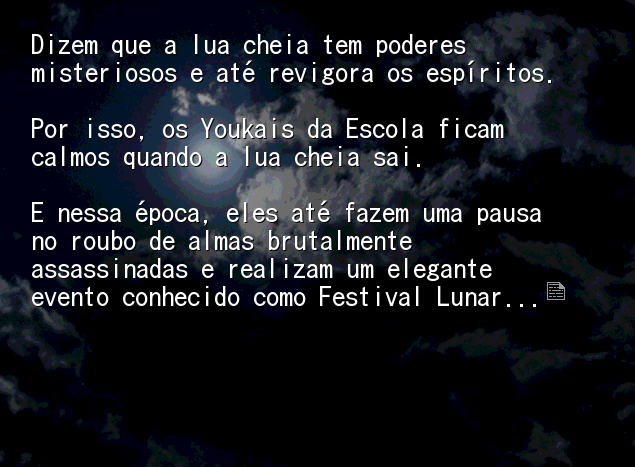 Dizem que a lua cheia tem poderes
misteriosos e até revigora os espíritos.
Por isso, os Youkais da Escola ficam
calmos quando a lua cheia sai.
E nessa época, eles até fazem uma pausa
no roubo de almas brutalmente
assassinadas e realizam um elegante
evento conhecido como Festival Lunar...